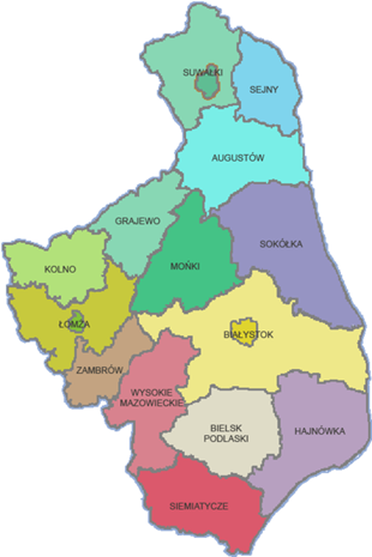 SUWAŁKI
SEJNY
AUGUSTÓW
GRAJEWO
SOKÓŁKA
MOŃKI
KOLNO
ŁOMŻA
BIAŁYSTOK
ZAMBRÓW
WYSOKIE
MAZOWIECKIE
BIELSK
PODLASKI
HAJNÓWKA
SIEMIATYCZE